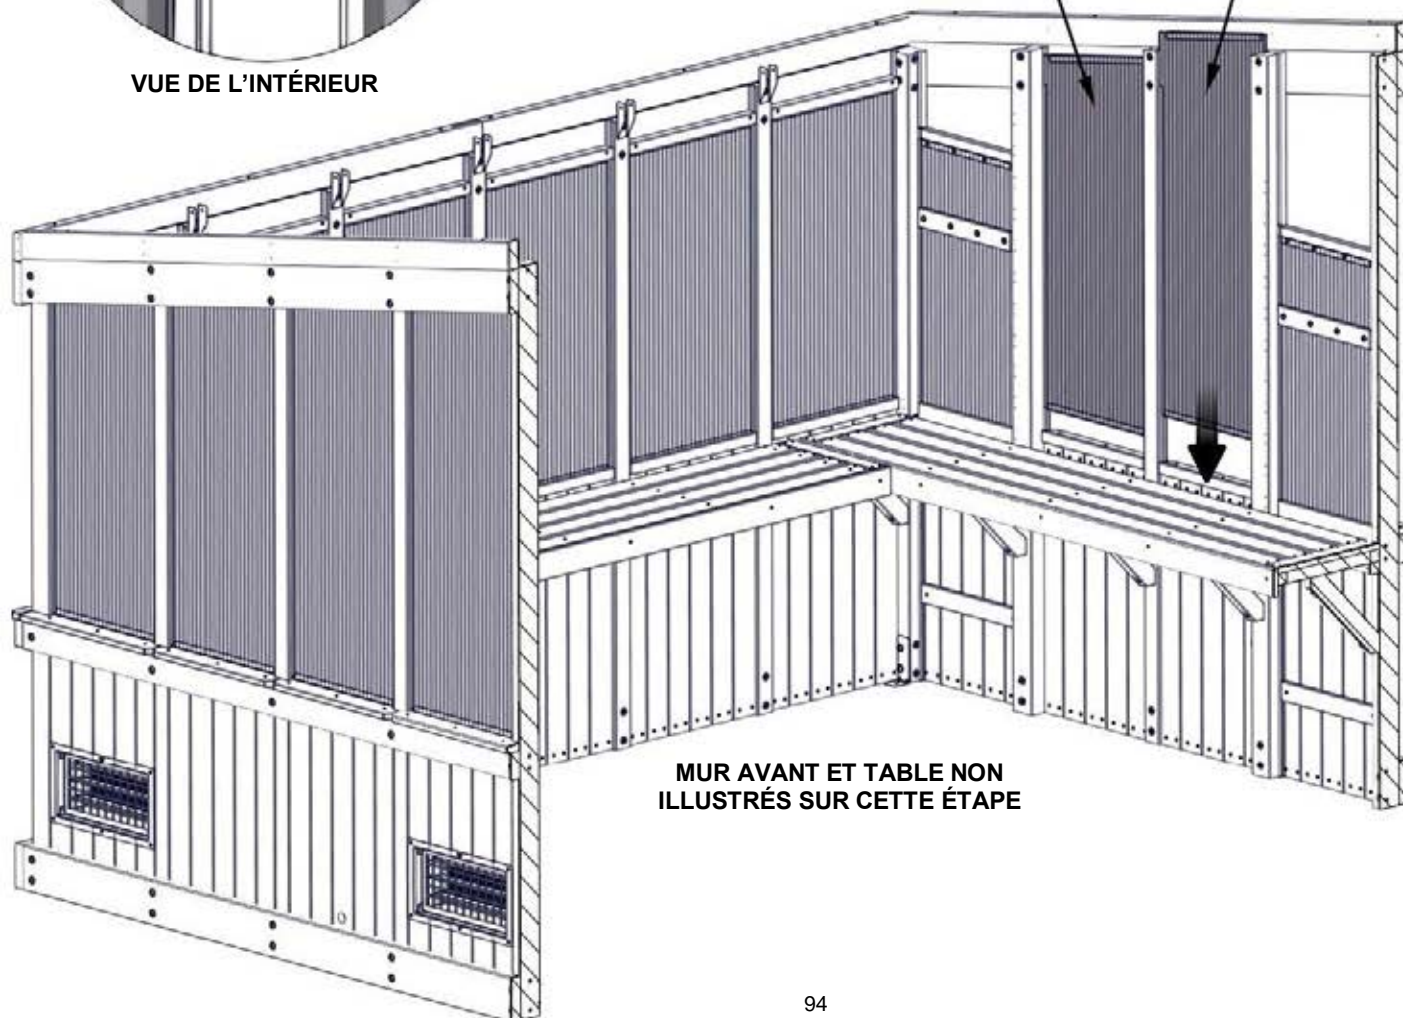 VUE DE L’INTÉRIEUR
MUR AVANT ET TABLE NON
ILLUSTRÉS SUR CETTE ÉTAPE
94